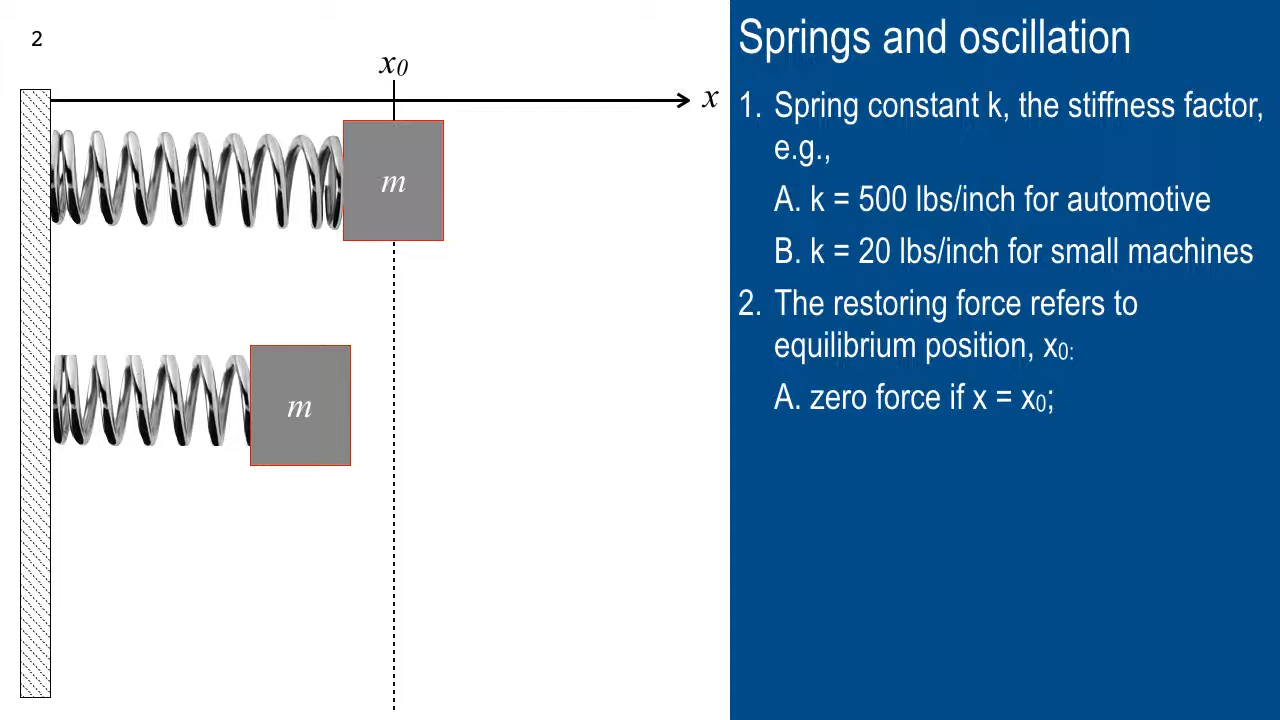 2
x₀
x
m
m
Springs and oscillation
1. Spring constant k, the stiffness factor,
e.g.,
A. k = 500 lbs/inch for automotive
B. k = 20 lbs/inch for small machines
2. The restoring force refers to
equilibrium position, x₀:
A. zero force if x = x₀;